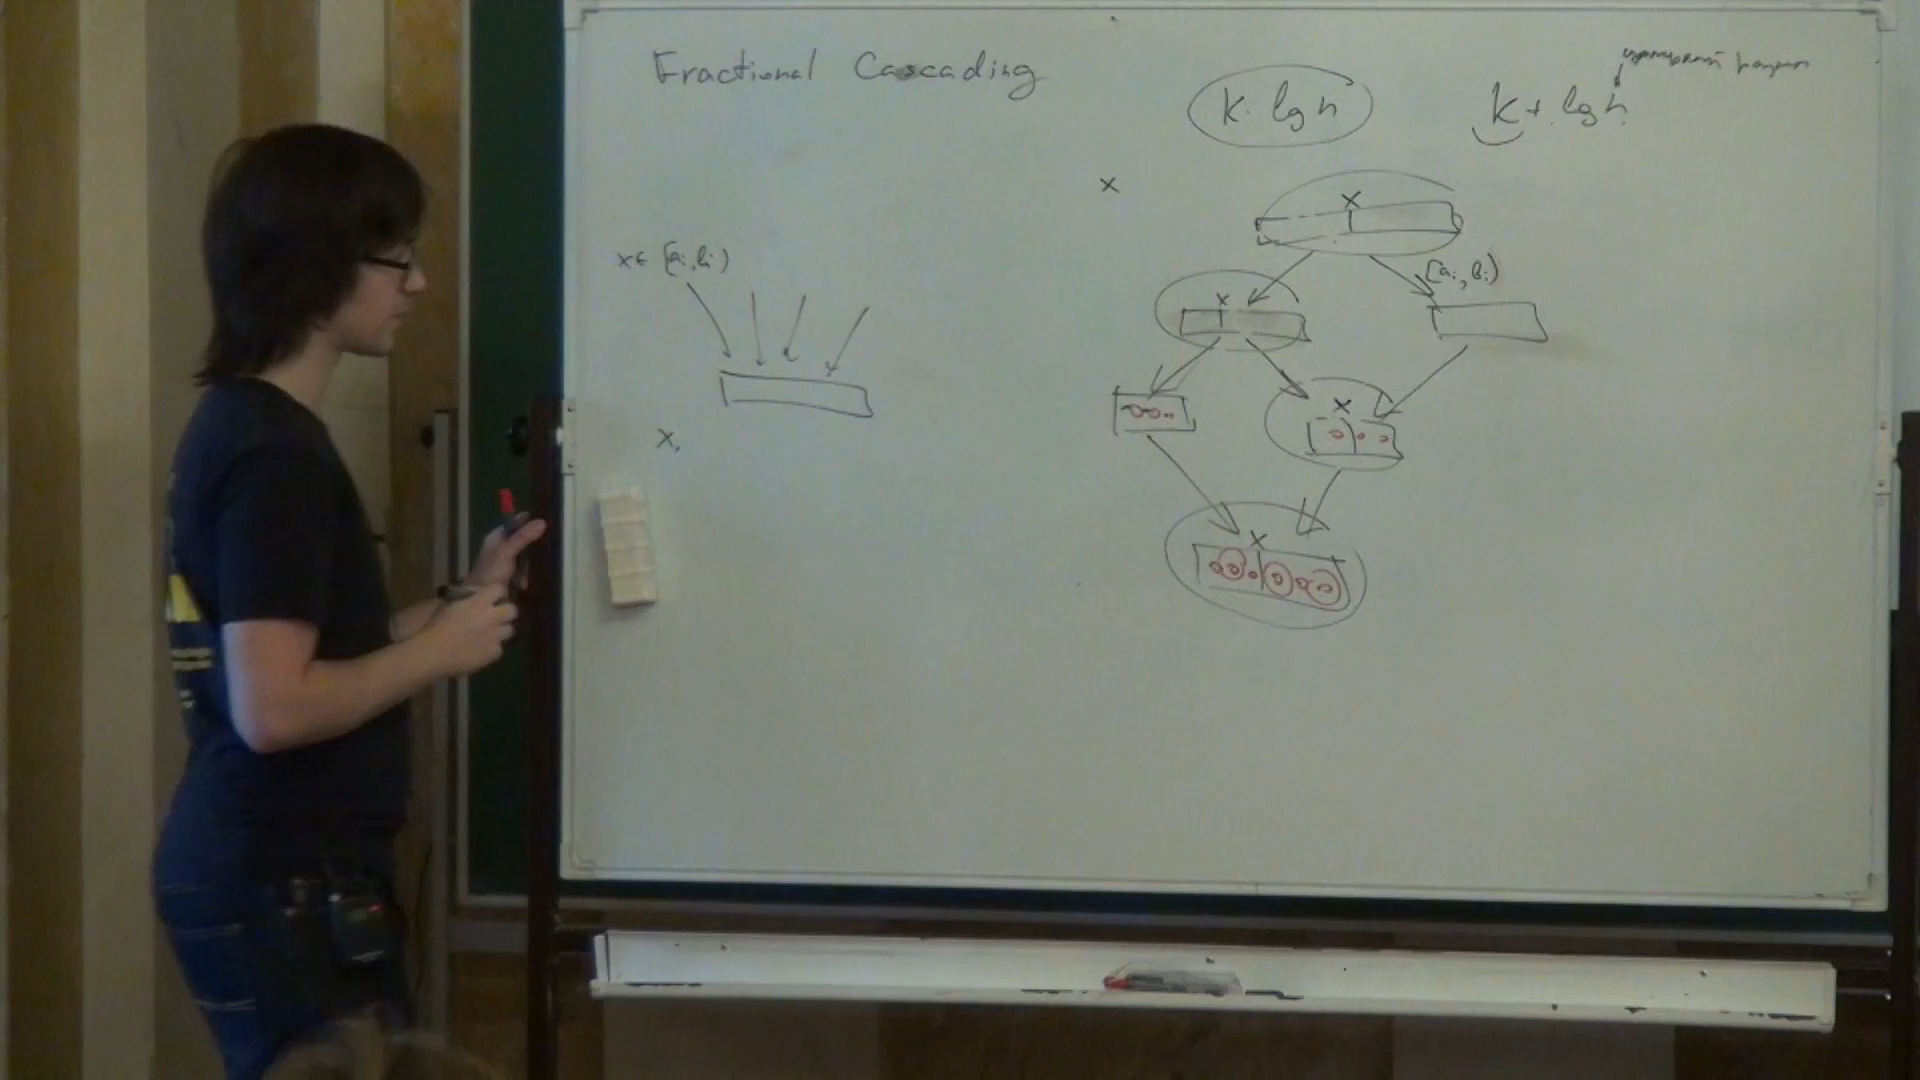 Fractional Cascading
k · lg n
k + lg n
x
x
x ∈ [aᵢ, bᵢ)
[aᵢ, bᵢ)
x
x
x,
x